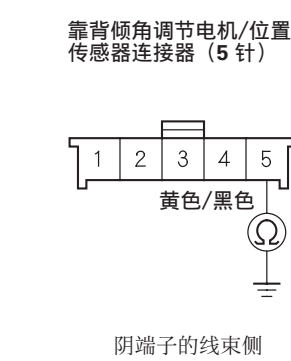 靠背倾角调节电机/位置
传感器连接器（5 针）
1 2 3 4 5
黄色/黑色
Ω
阴端子的线束侧